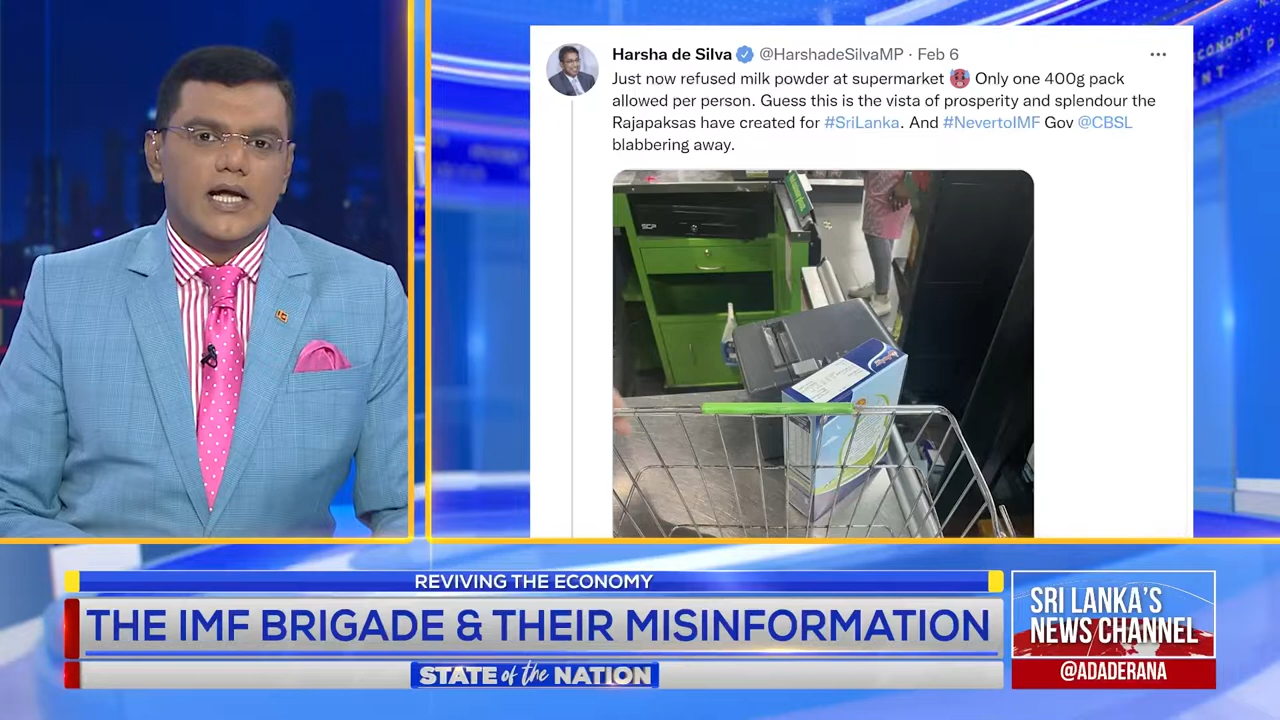 Harsha de Silva @HarshadeSilvaMP · Feb 6
Just now refused milk powder at supermarket 🥵 Only one 400g pack
allowed per person. Guess this is the vista of prosperity and splendour the
Rajapaksas have created for #SriLanka. And #NevertoIMF Gov @CBSL
blabbering away.
SCP
ECONOMY
REVIVING THE ECONOMY
THE IMF BRIGADE & THEIR MISINFORMATION
STATE of the NATION
SRI LANKA'S
NEWS CHANNEL
@ADADERANA